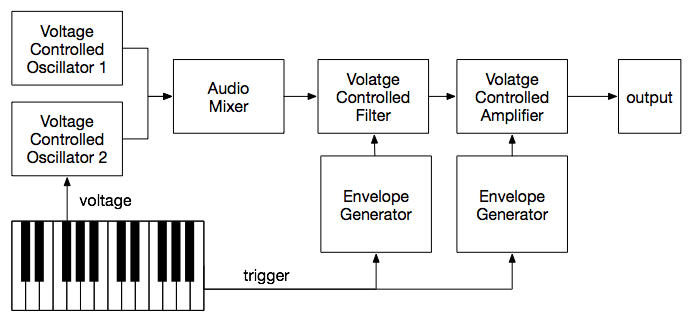 Voltage
Controlled
Oscillator 1
Voltage
Controlled
Oscillator 2
Audio
Mixer
Volatge
Controlled
Filter
Volatge
Controlled
Amplifier
output
voltage
Envelope
Generator
Envelope
Generator
trigger